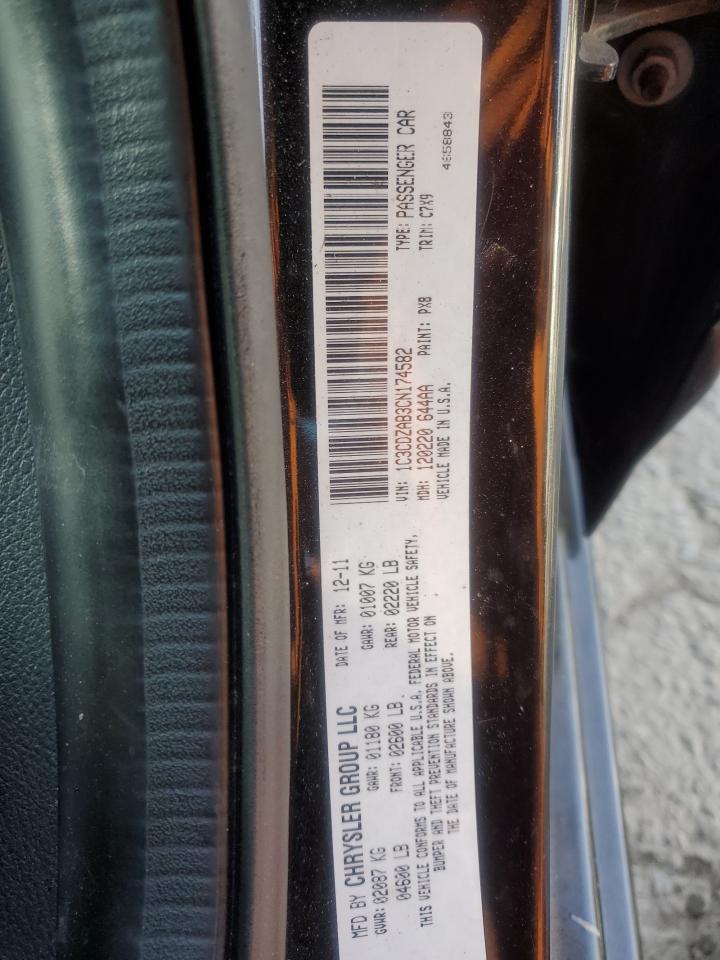 MFD BY CHRYSLER GROUP LLC DATE OF MFR: 12-11
GVWR: 02087 KG GAWR: 01180 KG GAWR: 01007 KG
04600 LB FRONT: 02600 LB. REAR: 02220 LB
THIS VEHICLE CONFORMS TO ALL APPLICABLE U.S.A. FEDERAL MOTOR VEHICLE SAFETY,
BUMPER AND THEFT PREVENTION STANDARDS IN EFFECT ON
THE DATE OF MANUFACTURE SHOWN ABOVE.
VIN: 1C3CDZAB3CN174582 TYPE: PASSENGER CAR
MDH: 120220 644AA PAINT: PX8 TRIM: C7X9
VEHICLE MADE IN U.S.A. 4658843